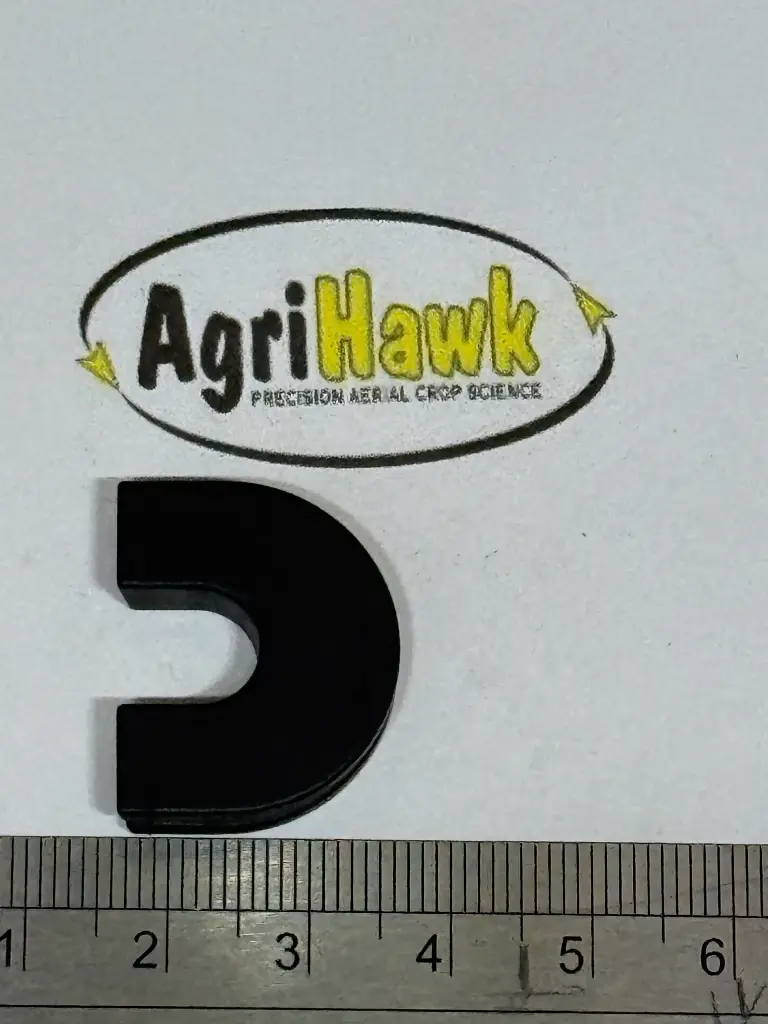 AgriHawk
PRECISION AERIAL CROP SCIENCE
1 2 3 4 5 6